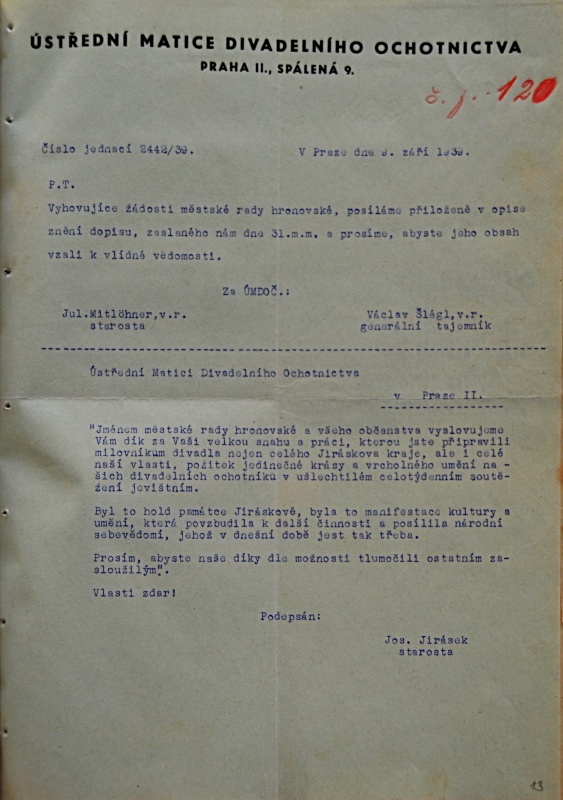 ÚSTŘEDNÍ MATICE DIVADELNÍHO OCHOTNICTVA
PRAHA II., SPÁLENÁ 9.
č. j. 120
Číslo jednací 2442/39.
V Praze dne 9. září 1939.
P.T.
Vyhovujíce žádosti městské rady hronovské, posíláme přiloženě v opise
znění dopisu, zaslaného nám dne 31.m.m. a prosíme, abyste jeho obsah
vzali k vlídné vědomosti.
Za ÚMDOČ.:
Jul.Mitlöhner,v.r.
starosta
Václav Šlégl,v.r.
generální tajemník
Ústřední Matici Divadelního Ochotnictva
v Praze II.
"Jménem městské rady hronovské a všeho občanstva vyslovujeme
Vám dík za Vaši velkou snahu a práci, kterou jste připravili
milovníkům divadla nejen celého Jiráskova kraje, ale i celé
naší vlasti, požitek jedinečné krásy a vrcholného umění na -
šich divadelních ochotníků v ušlechtilém celotýdenním soutě-
žení jevištním.
Byl to hold památce Jiráskově, byla to manifestace kultury a
umění, která povzbudila k další činnosti a posílila národní
sebevědomí, jehož v dnešní době jest tak třeba.
Prosím, abyste naše díky dle možnosti tlumočili ostatním za-
sloužilým".
Vlasti zdar!
Podepsán:
Jos. Jirásek
starosta
13